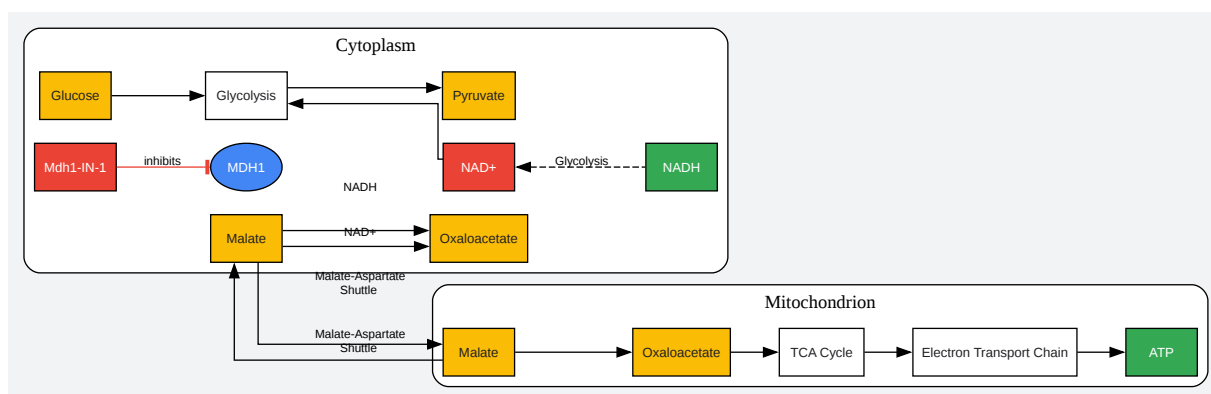 Cytoplasm
Glucose
Glycolysis
Pyruvate
Mdh1-IN-1
inhibits
MDH1
NAD+
Glycolysis
NADH
NADH
Malate
NAD+
Oxaloacetate
Malate-Aspartate
Shuttle
Mitochondrion
Malate-Aspartate
Shuttle
Malate
Oxaloacetate
TCA Cycle
Electron Transport Chain
ATP